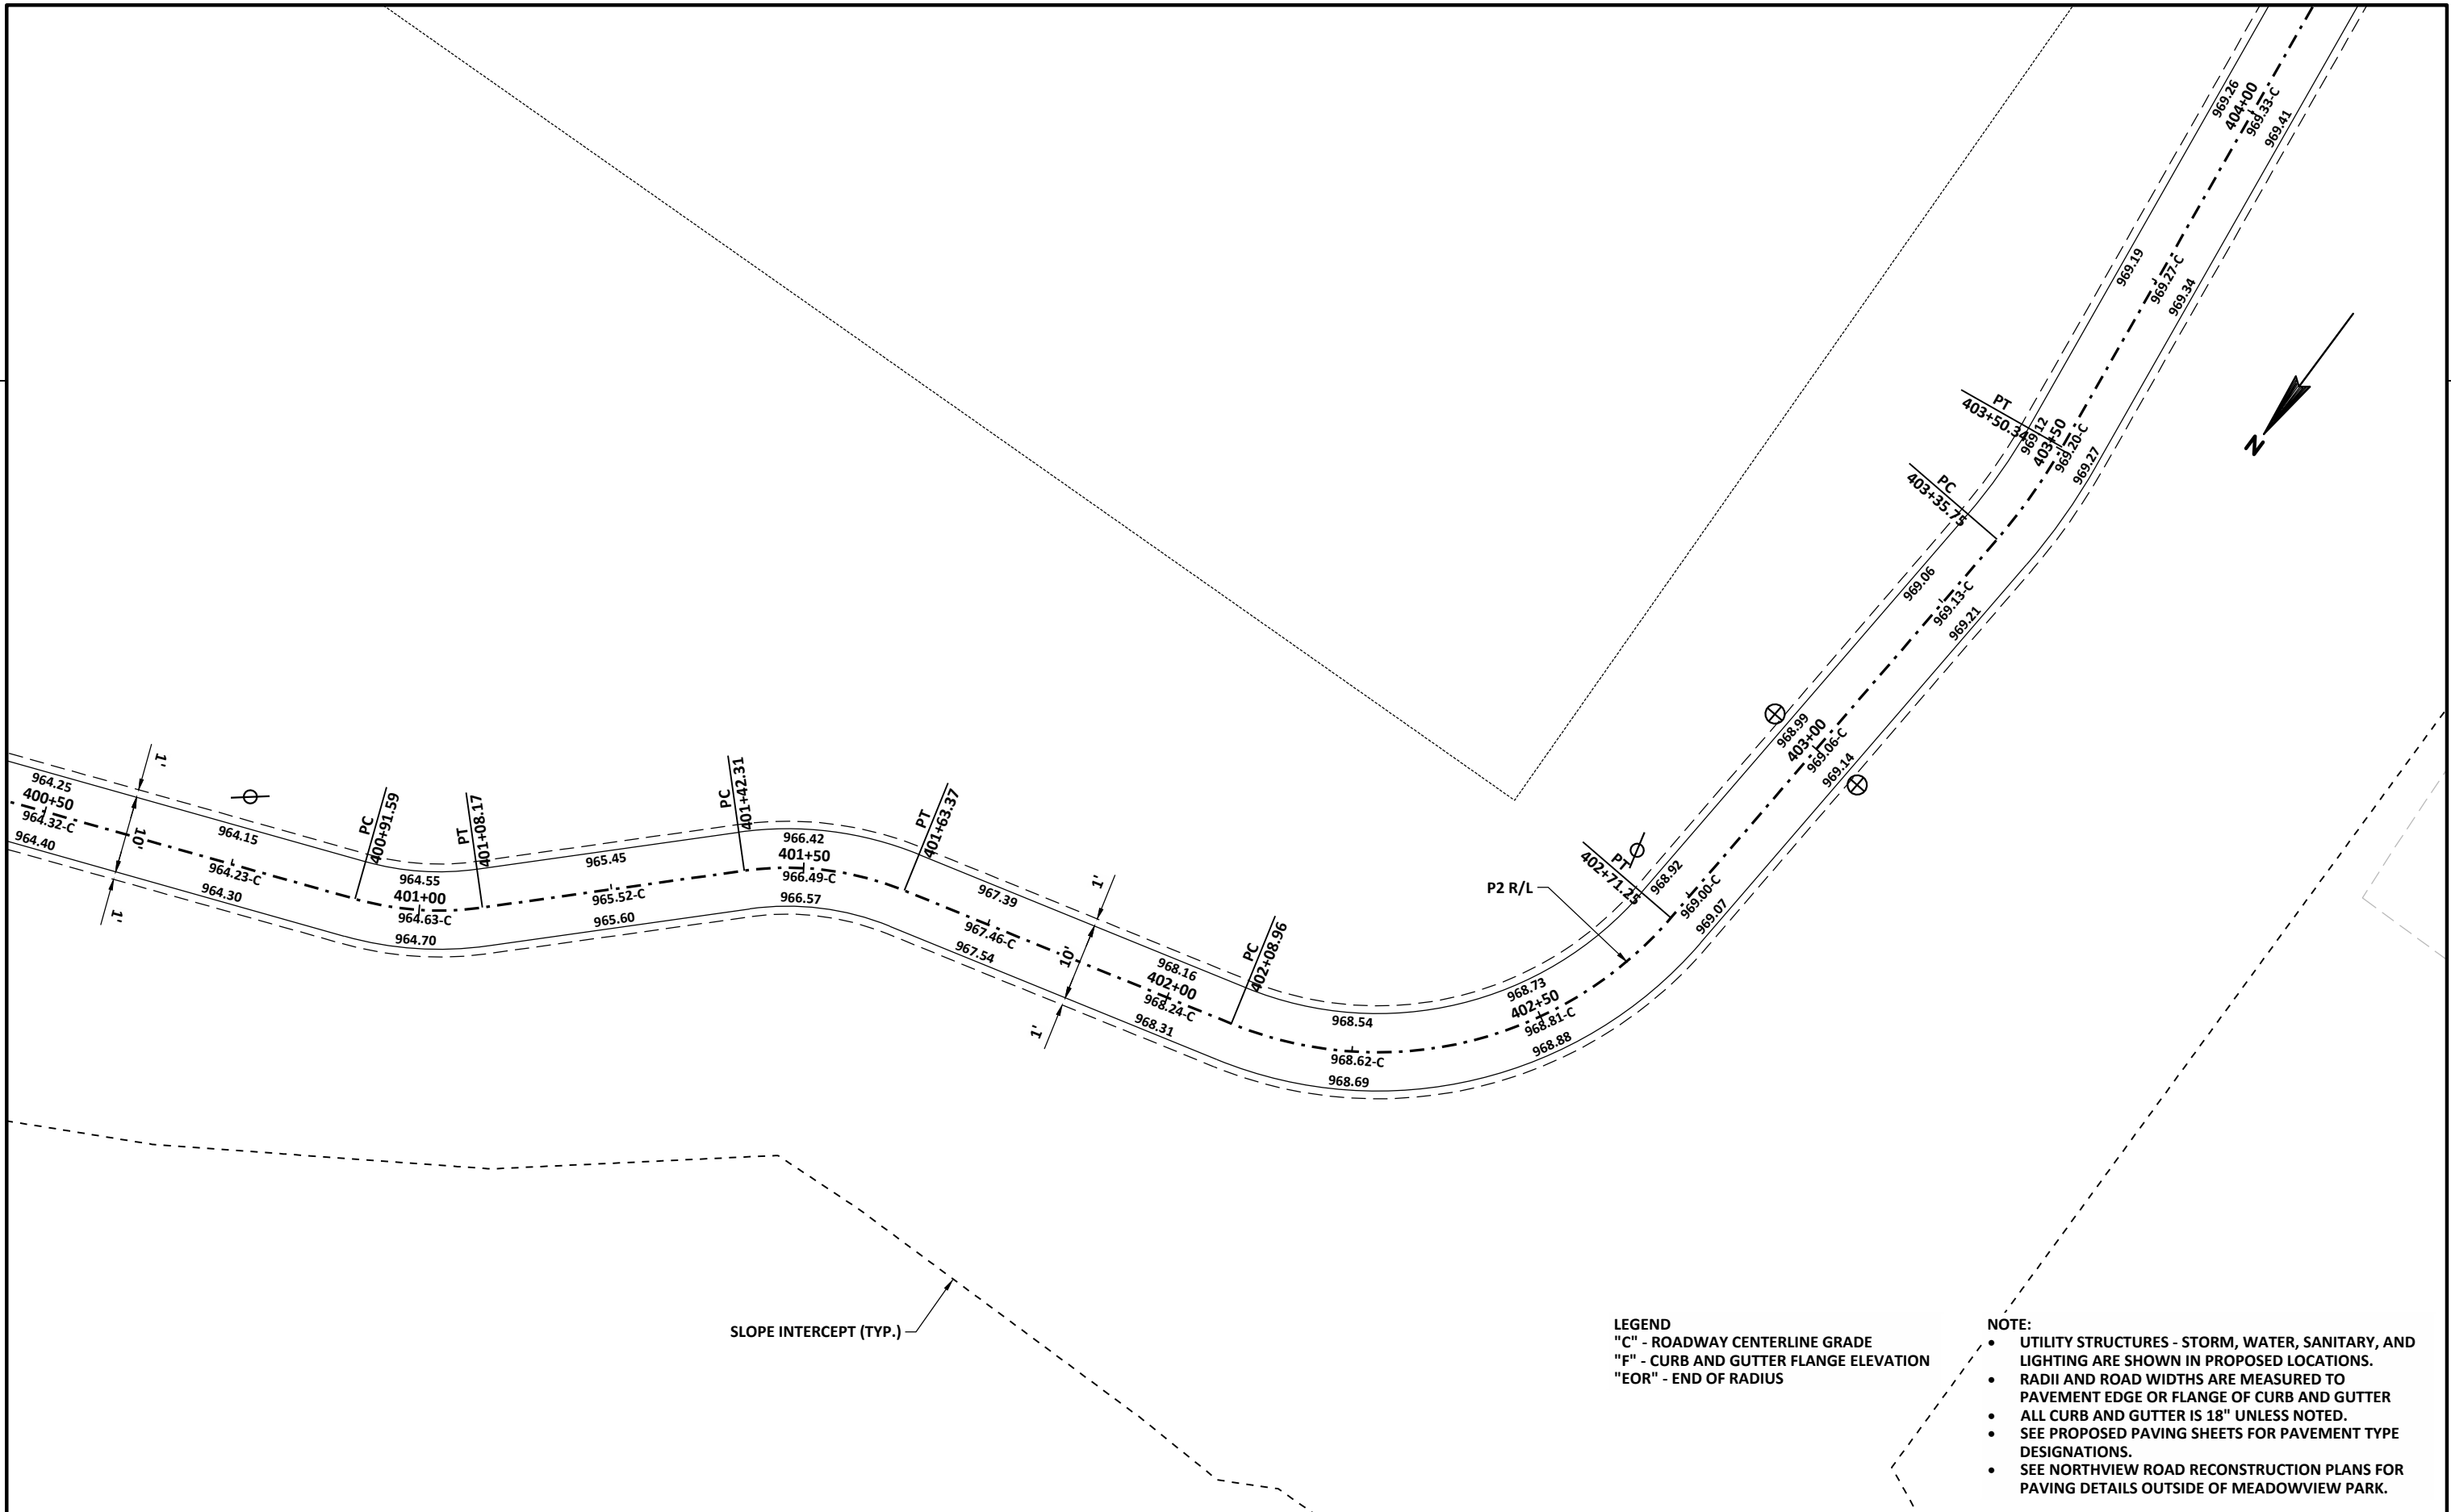 969.26
404+00
969.33-C
969.41
969.19
969.27-C
969.34
N
PT
403+50.34
969.12
403+50
969.20-C
969.27
PC
403+35.75
969.06
969.13-C
969.21
968.99
403+00
969.06-C
969.14
PT
402+71.25
968.92
969.00-C
969.07
P2 R/L
968.73
402+50
968.81-C
968.88
968.54
968.62-C
968.69
PC
402+08.96
968.16
402+00
968.24-C
968.31
1'
10'
1'
967.39
967.46-C
967.54
PT
401+63.37
966.42
401+50
966.49-C
966.57
PC
401+42.31
965.45
965.52-C
965.60
PT
401+08.17
964.55
401+00
964.63-C
964.70
PC
400+91.59
964.15
964.23-C
964.30
1'
10'
1'
964.25
400+50
964.32-C
964.40
SLOPE INTERCEPT (TYP.)
LEGEND
"C" - ROADWAY CENTERLINE GRADE
"F" - CURB AND GUTTER FLANGE ELEVATION
"EOR" - END OF RADIUS
NOTE:
• UTILITY STRUCTURES - STORM, WATER, SANITARY, AND
LIGHTING ARE SHOWN IN PROPOSED LOCATIONS.
• RADII AND ROAD WIDTHS ARE MEASURED TO
PAVEMENT EDGE OR FLANGE OF CURB AND GUTTER
• ALL CURB AND GUTTER IS 18" UNLESS NOTED.
• SEE PROPOSED PAVING SHEETS FOR PAVEMENT TYPE
DESIGNATIONS.
• SEE NORTHVIEW ROAD RECONSTRUCTION PLANS FOR
PAVING DETAILS OUTSIDE OF MEADOWVIEW PARK.